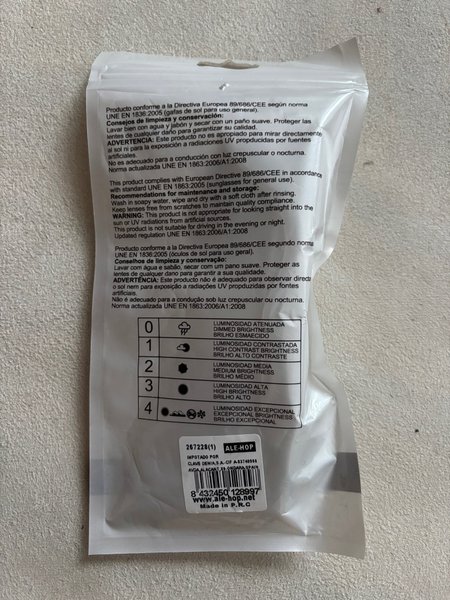 Producto conforme a la Directiva Europea 89/686/CEE según norma
UNE EN 1836:2005 (gafas de sol para uso general).
Consejos de limpieza y conservación:
Lavar bien con agua y jabón y secar con un paño suave. Proteger las
lentes de cualquier daño para garantizar su calidad.
ADVERTENCIA: Este producto no es apropiado para mirar directamente
al sol ni para la exposición a radiaciones UV propduzidas por fuentes
artificiales.
No es adecuado para a conducción con luz crepuscular o nocturna.
Norma actualizada UNE EN 1863:2006/A1:2008
This product complies with European Directive 89/686/CEE in accordance
with standard UNE EN 1863:2005 (sunglasses for general use).
Recommendations for maintenance and storage:
Wash in soapy water, wipe and dry with a soft cloth after rinsing.
Keep lenses free from scratches to maintain quality compliance.
WARNING: This product is not appropriate for looking straight into the
sun or UV radiations from artificial sources.
This product is not suitable for driving in the evening or night.
Updated regulation UNE EN 1863:2006/A1:2008
Producto conforme a la Directiva Europea 89/686/CEE segundo norma
UNE EN 1836:2005 (óculos de sol para uso geral).
Conselhos de limpieza y conservação:
Lavar com água e sabão, secar com um pano suave. Proteger as
lentes de qualquer dano para garantir a sua qualidade.
ADVERTÊNCIA: Este produto não é adequado para observar directa
o sol nem para a exposição a radiações UV propduzidas por fontes
artificiais.
Não é adequado para a condução sob luz crepuscular ou nocturna.
Norma actualizada UNE EN 1863:2006/A1:2008
0 LUMINOSIDAD ATENUADA
DIMMED BRIGHTNESS
BRILHO ESMAECIDO
1 LUMINOSIDAD CONTRASTADA
HIGH CONTRAST BRIGHTNESS
BRILHO ALTO CONTRASTE
2 LUMINOSIDAD MEDIA
MEDIUM BRIGHTNESS
BRILHO MÉDIO
3 LUMINOSIDAD ALTA
HIGH BRIGHTNESS
BRILHO ALTO
4 LUMINOSIDAD EXCEPCIONAL
EXCEPCIONAL BRIGHTNESS
BRILHO EXCEPCIONAL
267228(1) ALE-HOP
IMPOTADO POR
CLAVE DENIA,S.A.-CIF
8 432450 128997
www.ale-hop.net
Made in P.R.C